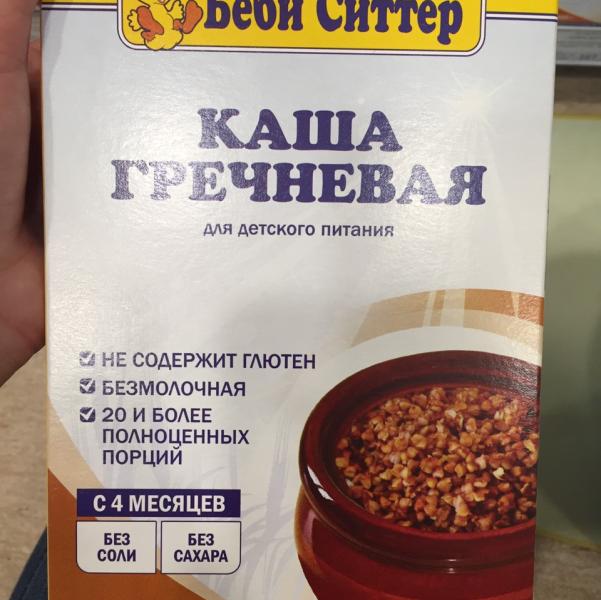 Беби Ситтер
КАША
ГРЕЧНЕВАЯ
для детского питания
НЕ СОДЕРЖИТ ГЛЮТЕН
БЕЗМОЛОЧНАЯ
20 И БОЛЕЕ
ПОЛНОЦЕННЫХ
ПОРЦИЙ
С 4 МЕСЯЦЕВ
БЕЗ
СОЛИ
БЕЗ
САХАРА